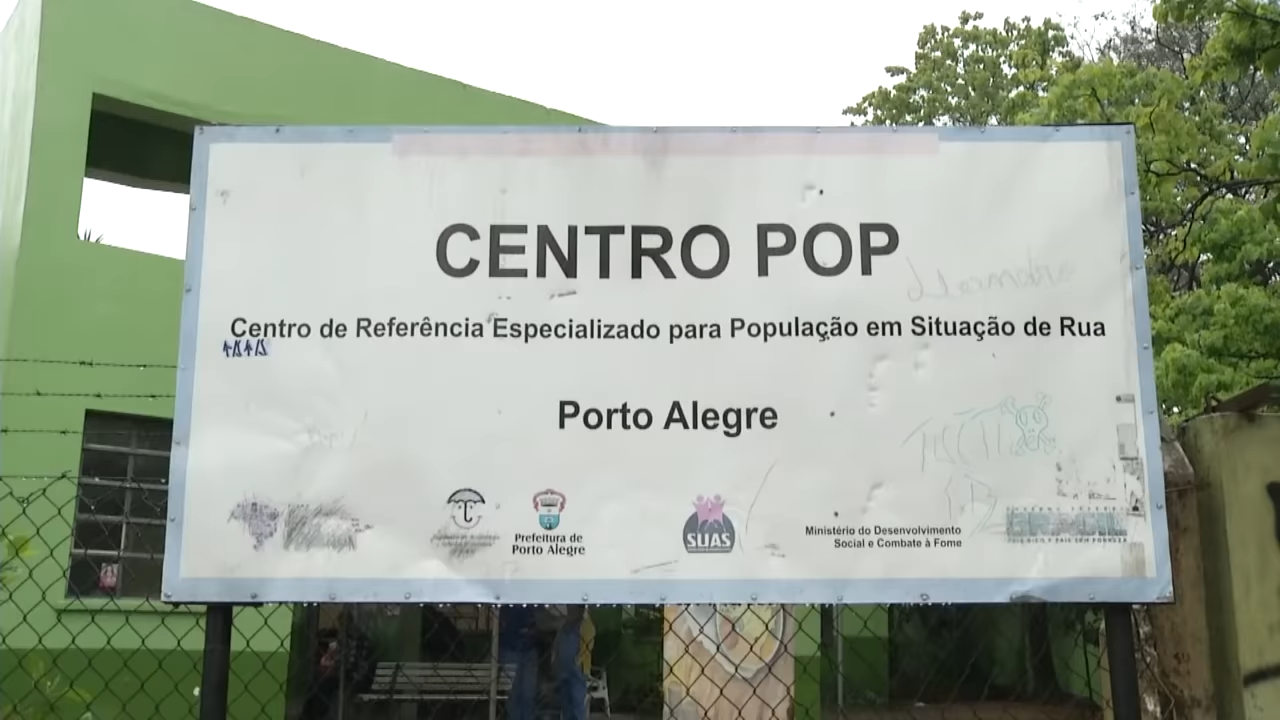 CENTRO POP
Centro de Referência Especializado para População em Situação de Rua
Porto Alegre
Prefeitura de
Porto Alegre
SUAS
Ministério do Desenvolvimento
Social e Combate à Fome